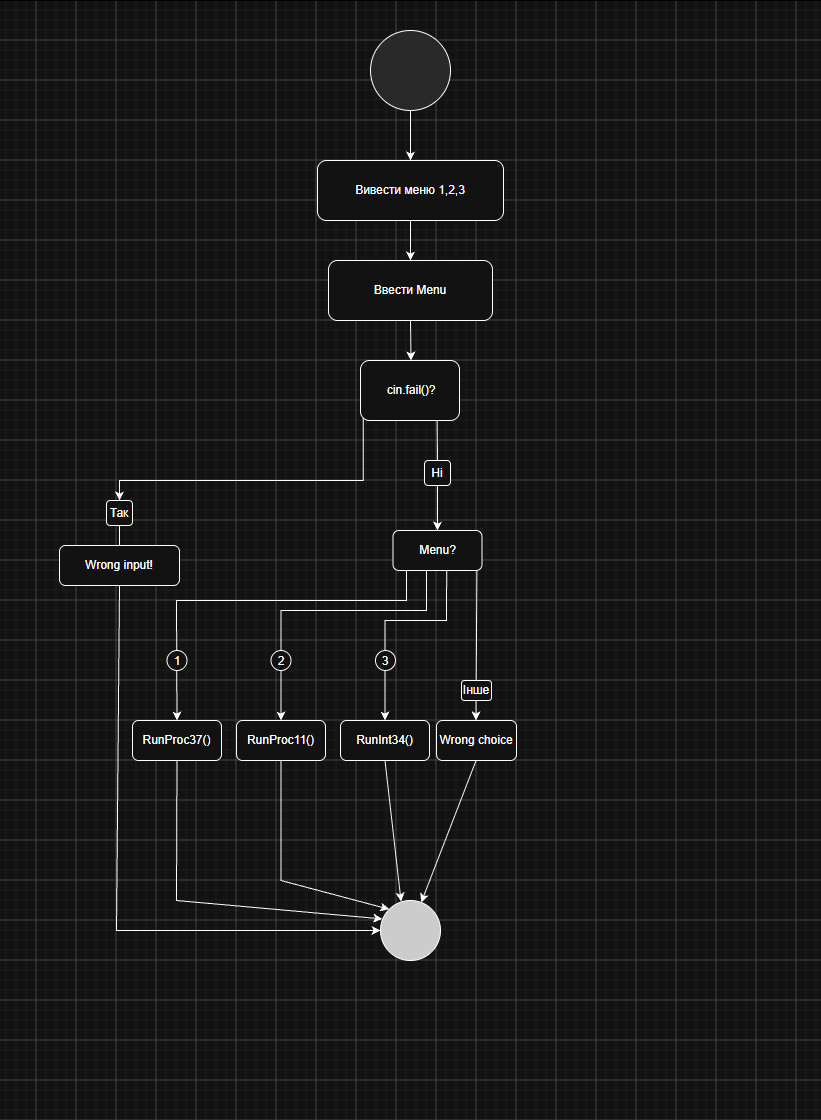 Вивести меню 1,2,3
Ввести Menu
cin.fail()?
Ні
Так
Menu?
Wrong input!
1
2
3
Інше
RunProc37()
RunProc11()
RunInt34()
Wrong choice